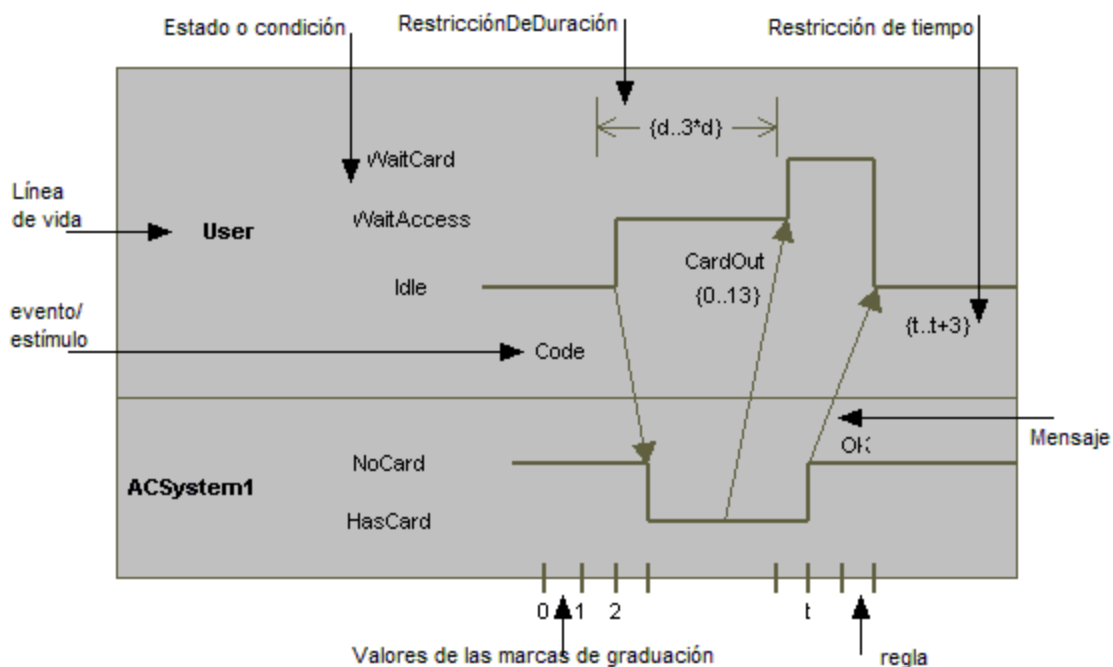 Estado o condición
RestricciónDeDuración
Restricción de tiempo
{d..3*d}
WaitCard
Línea
de vida
WaitAccess
User
CardOut
Idle
{0..13}
evento/
estímulo
{t..t+3}
Code
Mensaje
OK
NoCard
ACSystem1
HasCard
0 1 2 t
Valores de las marcas de graduación
regla